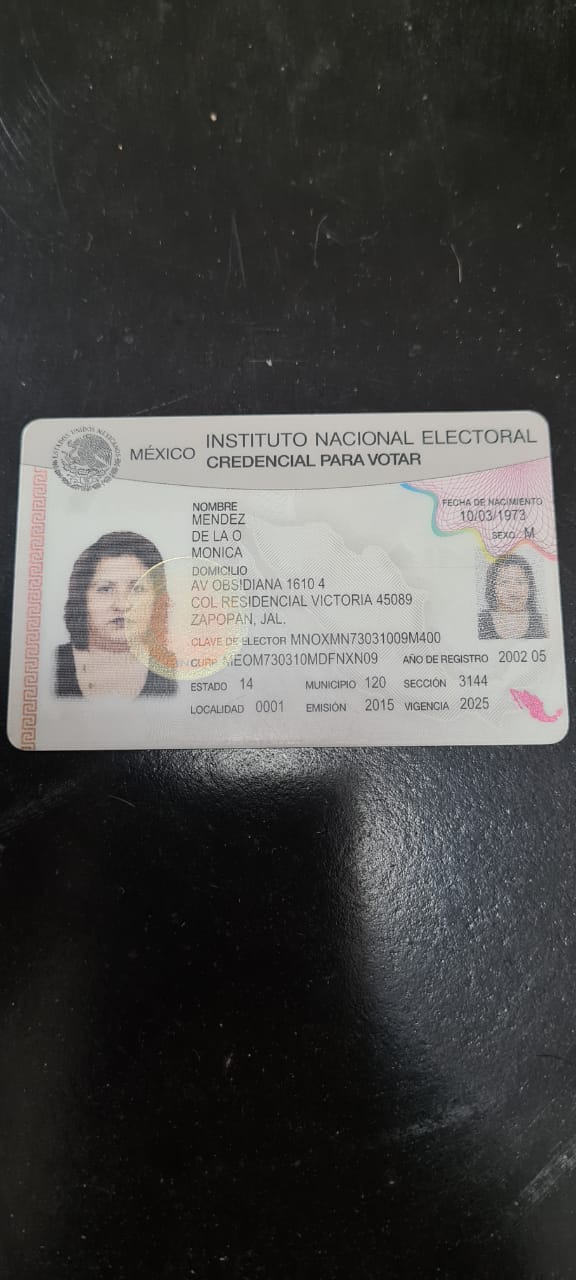 ESTADOS UNIDOS MEXICANOS
MÉXICO INSTITUTO NACIONAL ELECTORAL
CREDENCIAL PARA VOTAR
FECHA DE NACIMIENTO
10/03/1973
SEXO M
NOMBRE
MENDEZ
DE LA O
MONICA
DOMICILIO
AV OBSIDIANA 1610 4
COL RESIDENCIAL VICTORIA 45089
ZAPOPAN, JAL.
CLAVE DE ELECTOR MNOXMN73031009M400
CURP MEOM730310MDFNXN09 AÑO DE REGISTRO 2002 05
ESTADO 14 MUNICIPIO 120 SECCIÓN 3144
LOCALIDAD 0001 EMISIÓN 2015 VIGENCIA 2025